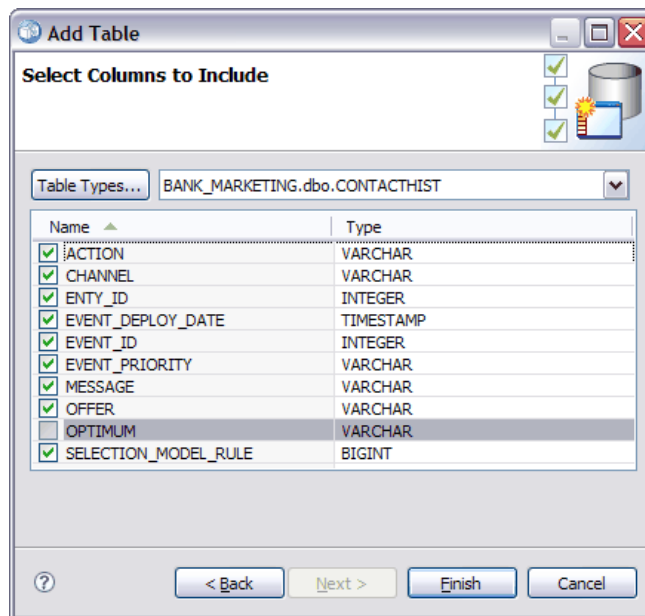 Add Table
Select Columns to Include
Table Types... BANK_MARKETING.dbo.CONTACTHIST
Name Type
ACTION VARCHAR
CHANNEL VARCHAR
ENTY_ID INTEGER
EVENT_DEPLOY_DATE TIMESTAMP
EVENT_ID INTEGER
EVENT_PRIORITY VARCHAR
MESSAGE VARCHAR
OFFER VARCHAR
OPTIMUM VARCHAR
SELECTION_MODEL_RULE BIGINT
? < Back Next > Finish Cancel